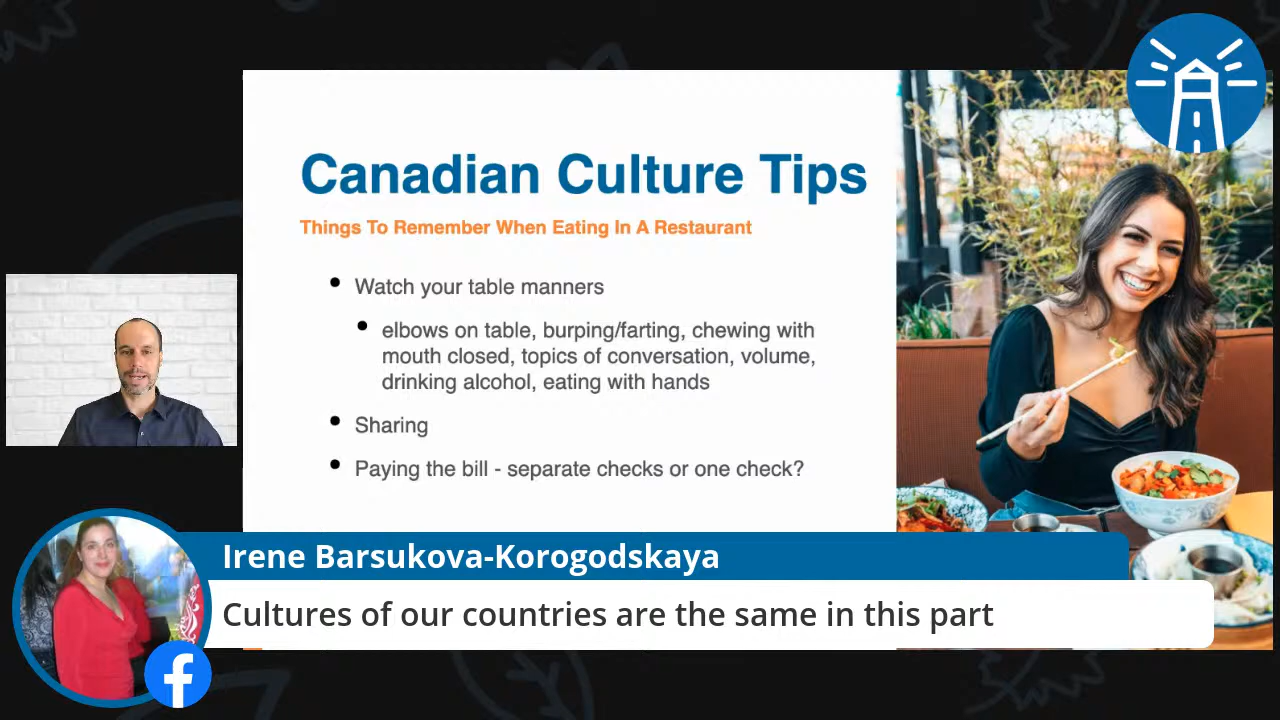 Canadian Culture Tips
Things To Remember When Eating In A Restaurant
• Watch your table manners
• elbows on table, burping/farting, chewing with
mouth closed, topics of conversation, volume,
drinking alcohol, eating with hands
• Sharing
• Paying the bill - separate checks or one check?
Irene Barsukova-Korogodskaya
Cultures of our countries are the same in this part